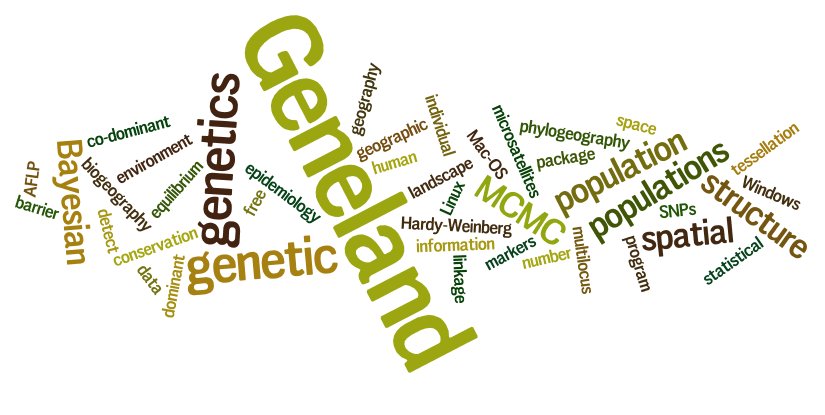 AFLP
barrier
Bayesian
co-dominant
environment
biogeography
equilibrium
detect
conservation
data
dominant
genetics
genetic
free
epidemiology
Geneland
geography
geographic
human
individual
landscape
Mac-OS
Linux
Hardy-Weinberg
information
linkage
markers
microsatellites
MCMC
phylogeography
package
space
population
populations
number
multilocus
program
SNPs
spatial
structure
tessellation
Windows
statistical